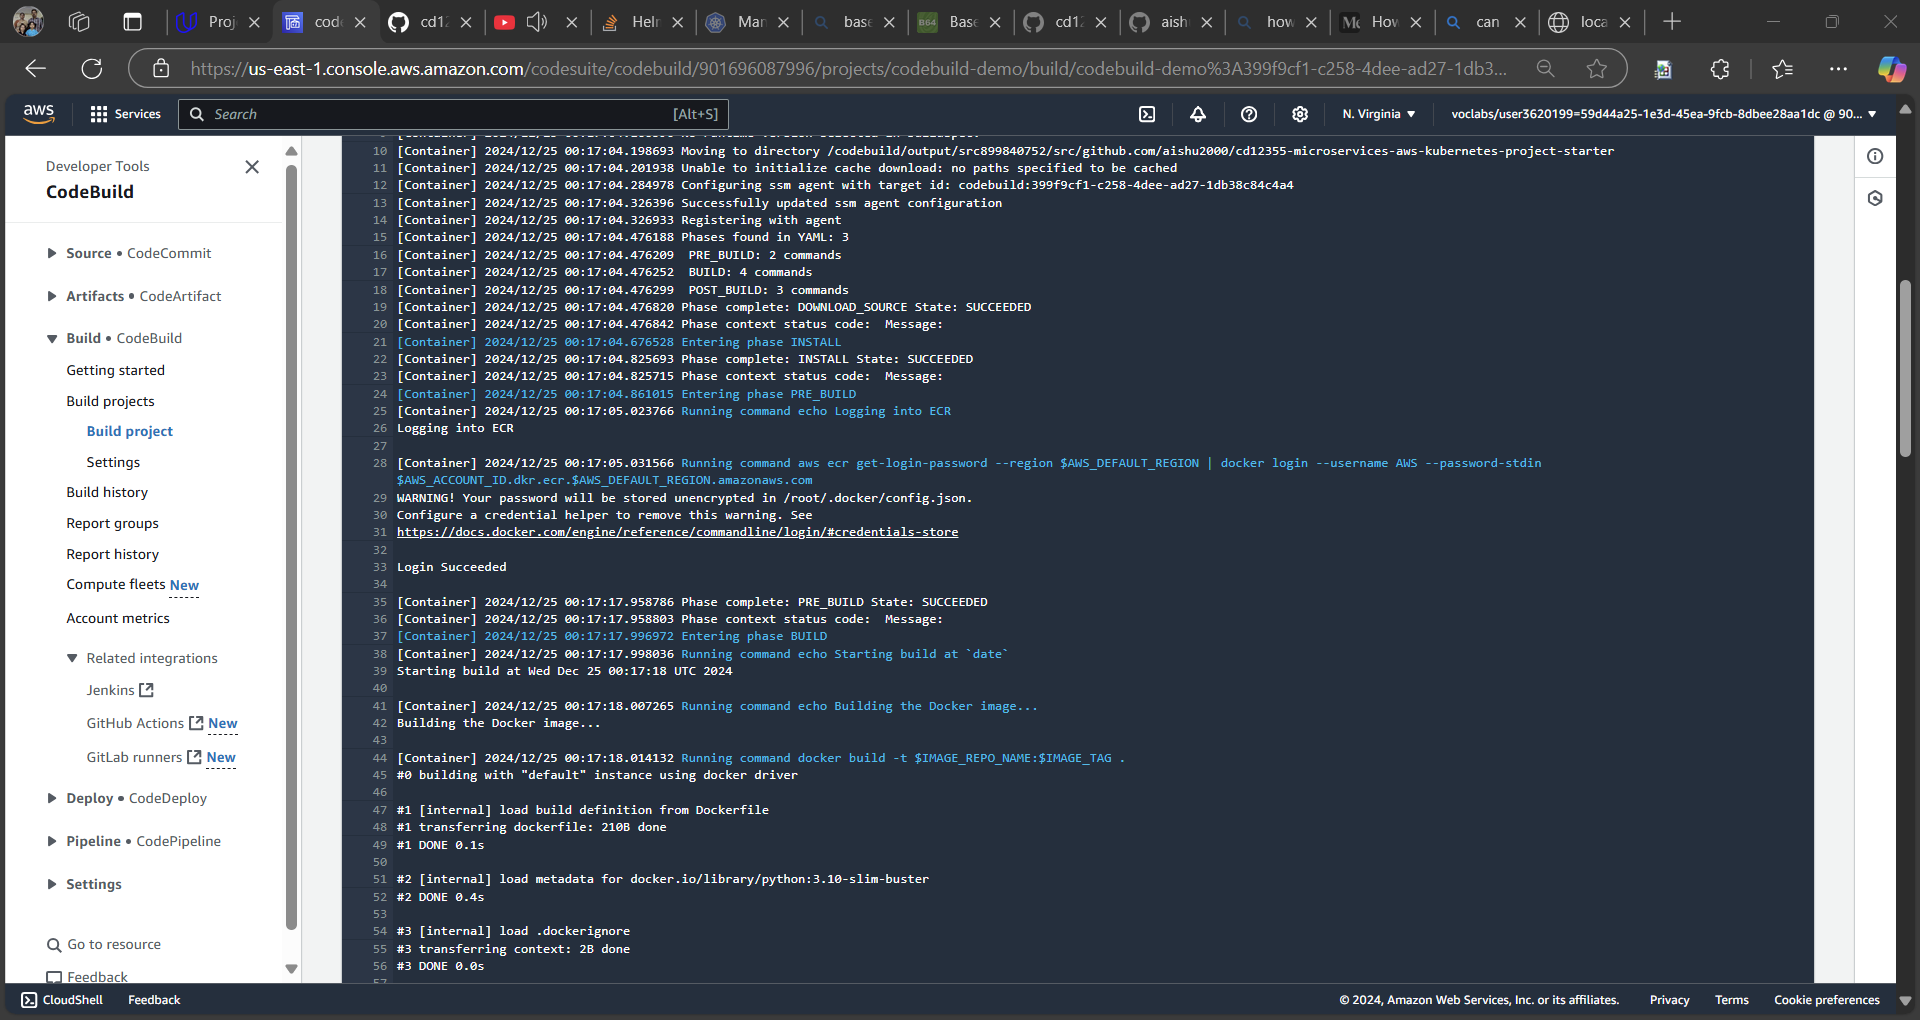 Proj
code
cd12
Helm
Man
base
Base
cd12
aishu
how
How
can
loca
https://us-east-1.console.aws.amazon.com/codesuite/codebuild/901696087996/projects/codebuild-demo/build/codebuild-demo%3A399f9cf1-c258-4dee-ad27-1db3...
aws
Services
Search
[Alt+S]
N. Virginia
voclabs/user3620199=59d44a25-1e3d-45ea-9fcb-8dbee28aa1dc @ 90...
Developer Tools
CodeBuild
Source • CodeCommit
Artifacts • CodeArtifact
Build • CodeBuild
Getting started
Build projects
Build project
Settings
Build history
Report groups
Report history
Compute fleets New
Account metrics
Related integrations
Jenkins
GitHub Actions New
GitLab runners New
Deploy • CodeDeploy
Pipeline • CodePipeline
Settings
Go to resource
Feedback
10 [Container] 2024/12/25 00:17:04.198693 Moving to directory /codebuild/output/src899840752/src/github.com/aishu2000/cd12355-microservices-aws-kubernetes-project-starter
11 [Container] 2024/12/25 00:17:04.201938 Unable to initialize cache download: no paths specified to be cached
12 [Container] 2024/12/25 00:17:04.284978 Configuring ssm agent with target id: codebuild:399f9cf1-c258-4dee-ad27-1db38c84c4a4
13 [Container] 2024/12/25 00:17:04.326396 Successfully updated ssm agent configuration
14 [Container] 2024/12/25 00:17:04.326933 Registering with agent
15 [Container] 2024/12/25 00:17:04.476188 Phases found in YAML: 3
16 [Container] 2024/12/25 00:17:04.476209  PRE_BUILD: 2 commands
17 [Container] 2024/12/25 00:17:04.476252  BUILD: 4 commands
18 [Container] 2024/12/25 00:17:04.476299  POST_BUILD: 3 commands
19 [Container] 2024/12/25 00:17:04.476820 Phase complete: DOWNLOAD_SOURCE State: SUCCEEDED
20 [Container] 2024/12/25 00:17:04.476842 Phase context status code:  Message:
21 [Container] 2024/12/25 00:17:04.676528 Entering phase INSTALL
22 [Container] 2024/12/25 00:17:04.825693 Phase complete: INSTALL State: SUCCEEDED
23 [Container] 2024/12/25 00:17:04.825715 Phase context status code:  Message:
24 [Container] 2024/12/25 00:17:04.861015 Entering phase PRE_BUILD
25 [Container] 2024/12/25 00:17:05.023766 Running command echo Logging into ECR
26 Logging into ECR
27
28 [Container] 2024/12/25 00:17:05.031566 Running command aws ecr get-login-password --region $AWS_DEFAULT_REGION | docker login --username AWS --password-stdin
$AWS_ACCOUNT_ID.dkr.ecr.$AWS_DEFAULT_REGION.amazonaws.com
29 WARNING! Your password will be stored unencrypted in /root/.docker/config.json.
30 Configure a credential helper to remove this warning. See
31 https://docs.docker.com/engine/reference/commandline/login/#credentials-store
32
33 Login Succeeded
34
35 [Container] 2024/12/25 00:17:17.958786 Phase complete: PRE_BUILD State: SUCCEEDED
36 [Container] 2024/12/25 00:17:17.958803 Phase context status code:  Message:
37 [Container] 2024/12/25 00:17:17.996972 Entering phase BUILD
38 [Container] 2024/12/25 00:17:17.998036 Running command echo Starting build at `date`
39 Starting build at Wed Dec 25 00:17:18 UTC 2024
40
41 [Container] 2024/12/25 00:17:18.007265 Running command echo Building the Docker image...
42 Building the Docker image...
43
44 [Container] 2024/12/25 00:17:18.014132 Running command docker build -t $IMAGE_REPO_NAME:$IMAGE_TAG .
45 #0 building with "default" instance using docker driver
46
47 #1 [internal] load build definition from Dockerfile
48 #1 transferring dockerfile: 210B done
49 #1 DONE 0.1s
50
51 #2 [internal] load metadata for docker.io/library/python:3.10-slim-buster
52 #2 DONE 0.4s
53
54 #3 [internal] load .dockerignore
55 #3 transferring context: 2B done
56 #3 DONE 0.0s
CloudShell
Feedback
© 2024, Amazon Web Services, Inc. or its affiliates.
Privacy
Terms
Cookie preferences